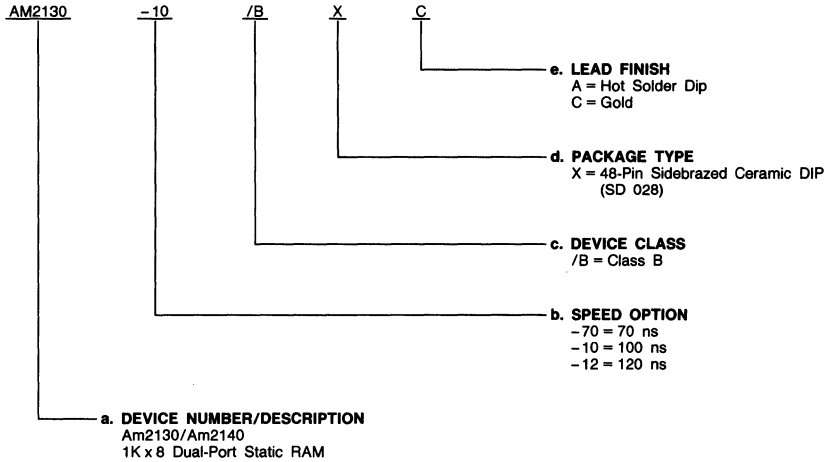 AM2130 -10 /B X C
e. LEAD FINISH
A = Hot Solder Dip
C = Gold
d. PACKAGE TYPE
X = 48-Pin Sidebrazed Ceramic DIP
(SD 028)
c. DEVICE CLASS
/B = Class B
b. SPEED OPTION
-70 = 70 ns
-10 = 100 ns
-12 = 120 ns
a. DEVICE NUMBER/DESCRIPTION
Am2130/Am2140
1K x 8 Dual-Port Static RAM